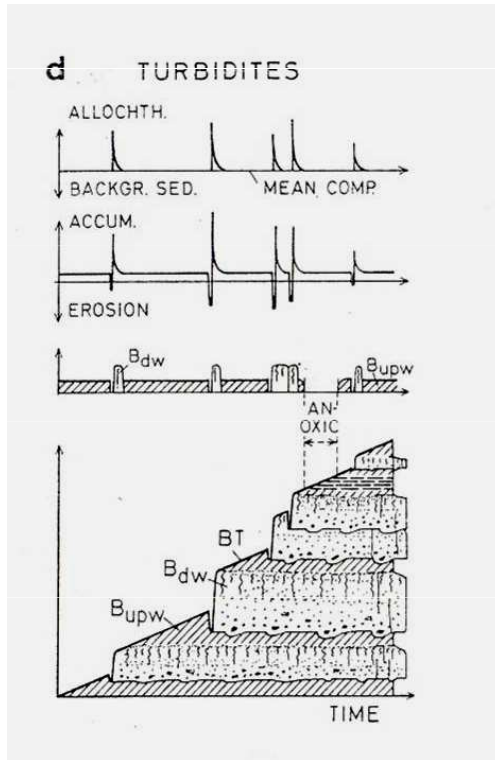 d TURBIDITES
ALLOCHTH.
BACKGR. SED. MEAN COMP.
ACCUM.
EROSION
Bdw
Bupw
AN-
OXIC
BT
Bdw
Bupw
TIME